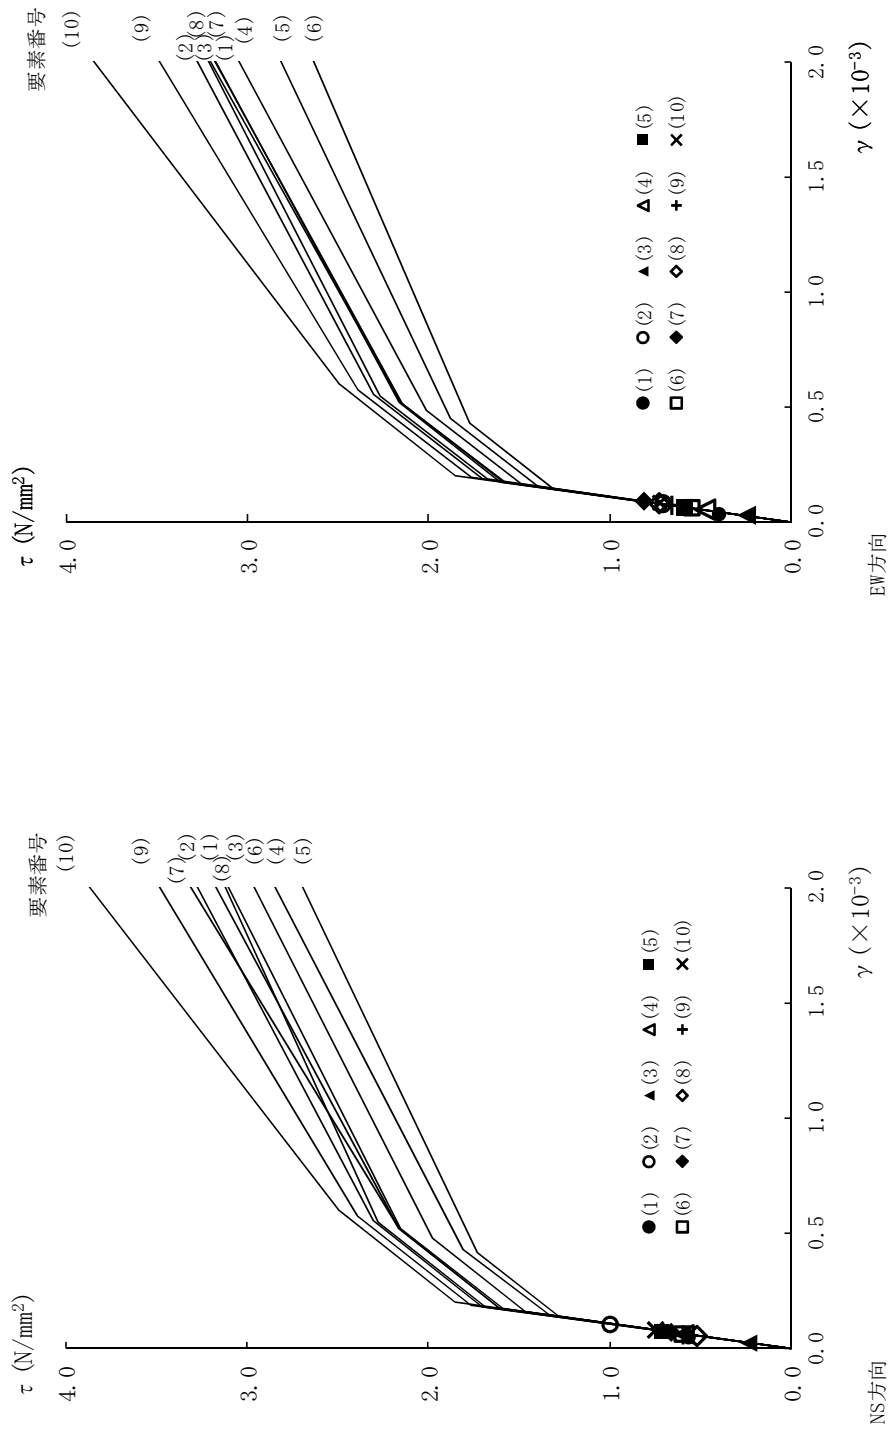 τ (N/mm²)
要素番号
4.0
3.0
2.0
1.0
0.0
(10)
(9)
(7)
(2)
(1)
(8)
(3)
(6)
(4)
(5)
(1) (2) (3) (4) (5)
(6) (7) (8) (9) (10)
0.0 0.5 1.0 1.5 2.0
γ (×10⁻³)
NS方向
τ (N/mm²)
要素番号
4.0
3.0
2.0
1.0
0.0
(10)
(9)
(2)
(8)
(3)
(7)
(1)
(4)
(5)
(6)
(1) (2) (3) (4) (5)
(6) (7) (8) (9) (10)
0.0 0.5 1.0 1.5 2.0
γ (×10⁻³)
EW方向